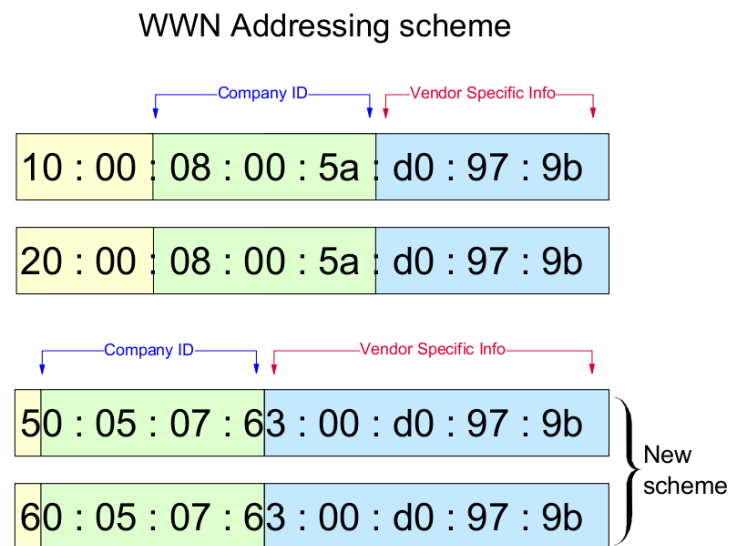 WWN Addressing scheme
Company ID Vendor Specific Info
10 : 00 : 08 : 00 : 5a : d0 : 97 : 9b
20 : 00 : 08 : 00 : 5a : d0 : 97 : 9b
Company ID Vendor Specific Info
50 : 05 : 07 : 63 : 00 : d0 : 97 : 9b
New
scheme
60 : 05 : 07 : 63 : 00 : d0 : 97 : 9b